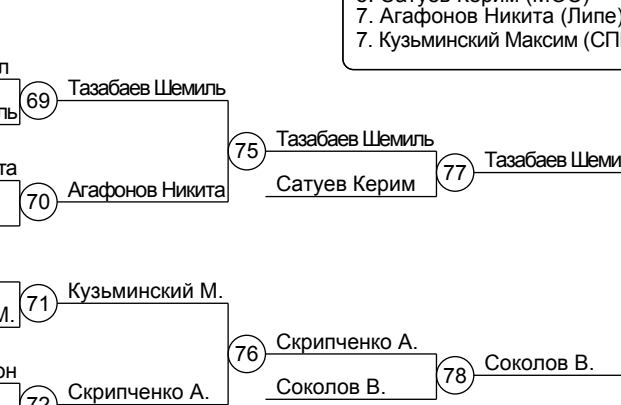 7. Агафонов Никита (Липе)
7. Кузьминский Максим (СП
69
Тазабаев Шемиль
75
Тазабаев Шемиль
77
Тазабаев Шеми
70
Агафонов Никита
Сатуев Керим
71
Кузьминский М.
76
Скрипченко А.
78
Соколов В.
72
Скрипченко А.
Соколов В.